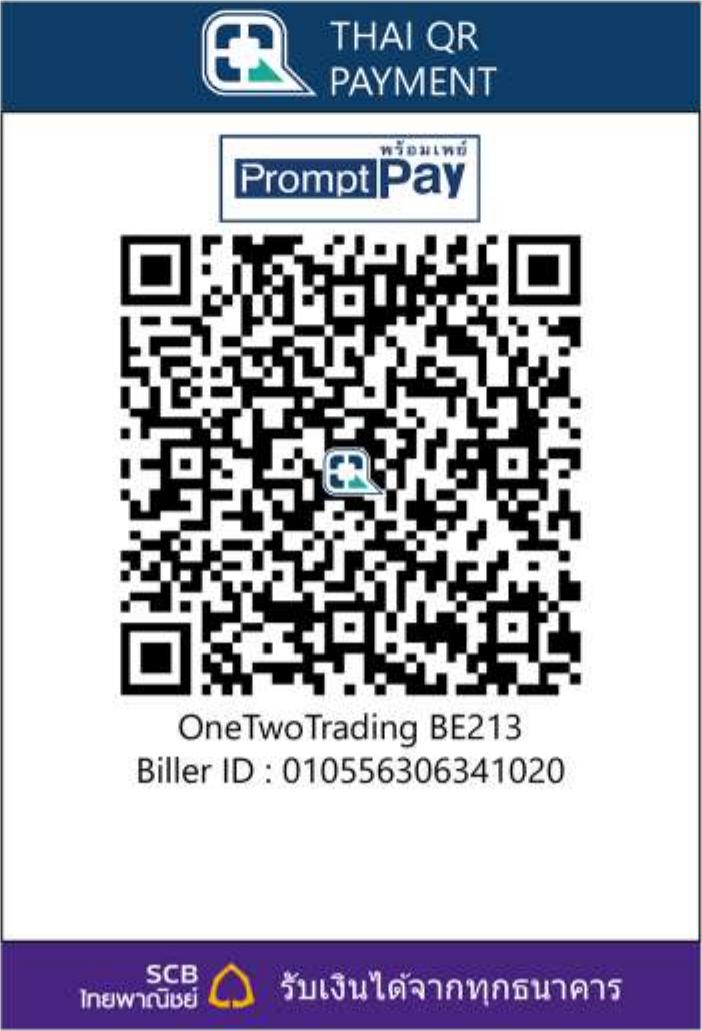 THAI QR
PAYMENT
พร้อมเพย์
PromptPay
OneTwoTrading BE213
Biller ID : 010556306341020
SCB
ไทยพาณิชย์
รับเงินได้จากทุกธนาคาร